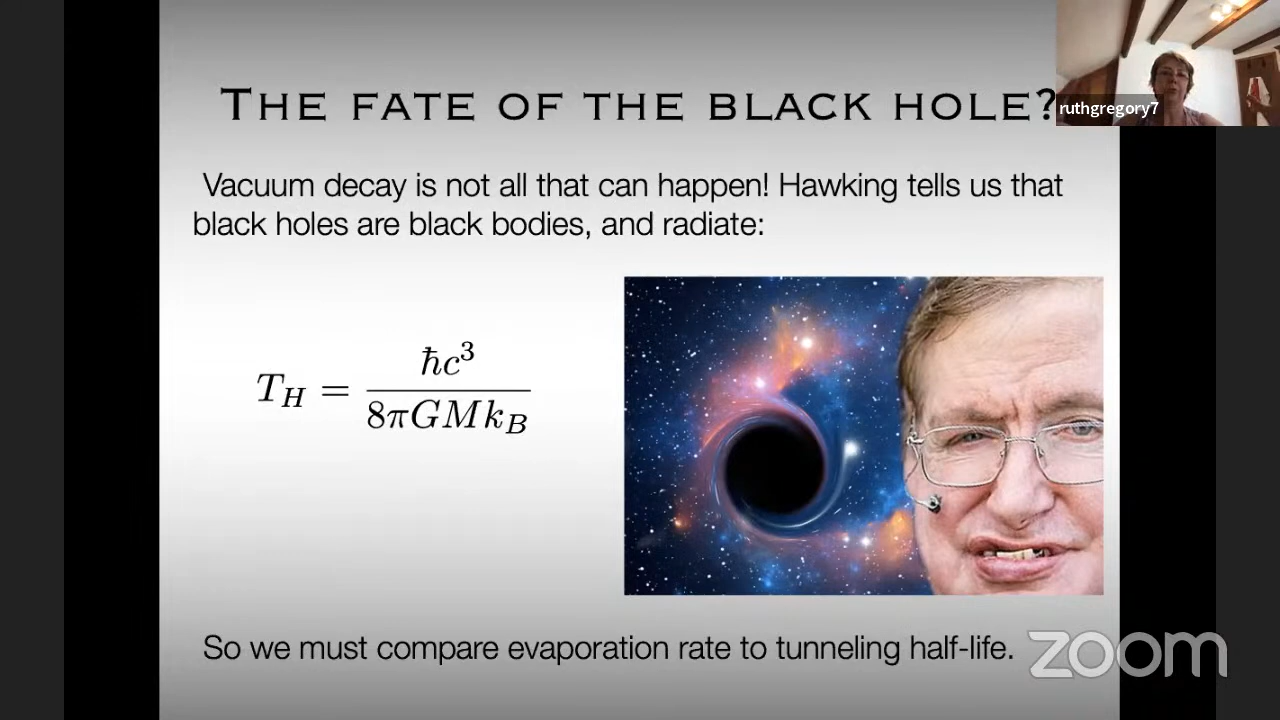 THE FATE OF THE BLACK HOLE?
ruthgregory7
Vacuum decay is not all that can happen! Hawking tells us that
black holes are black bodies, and radiate:
T_H = ħc³ / 8πGMk_B
So we must compare evaporation rate to tunneling half-life.
zoom